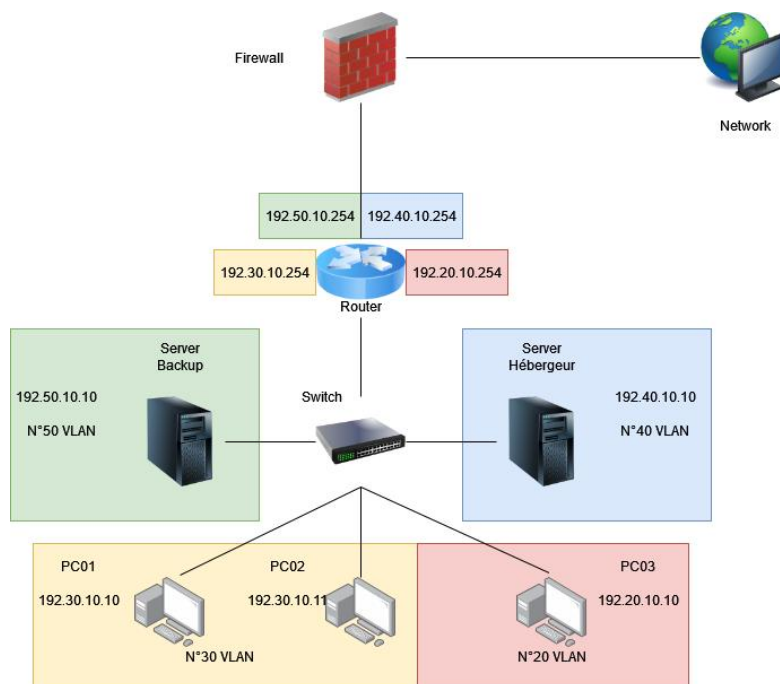 Firewall
Network
192.50.10.254
192.40.10.254
192.30.10.254
192.20.10.254
Router
Server
Backup
192.50.10.10
N°50 VLAN
Switch
Server
Hébergeur
192.40.10.10
N°40 VLAN
PC01
192.30.10.10
PC02
192.30.10.11
N°30 VLAN
PC03
192.20.10.10
N°20 VLAN